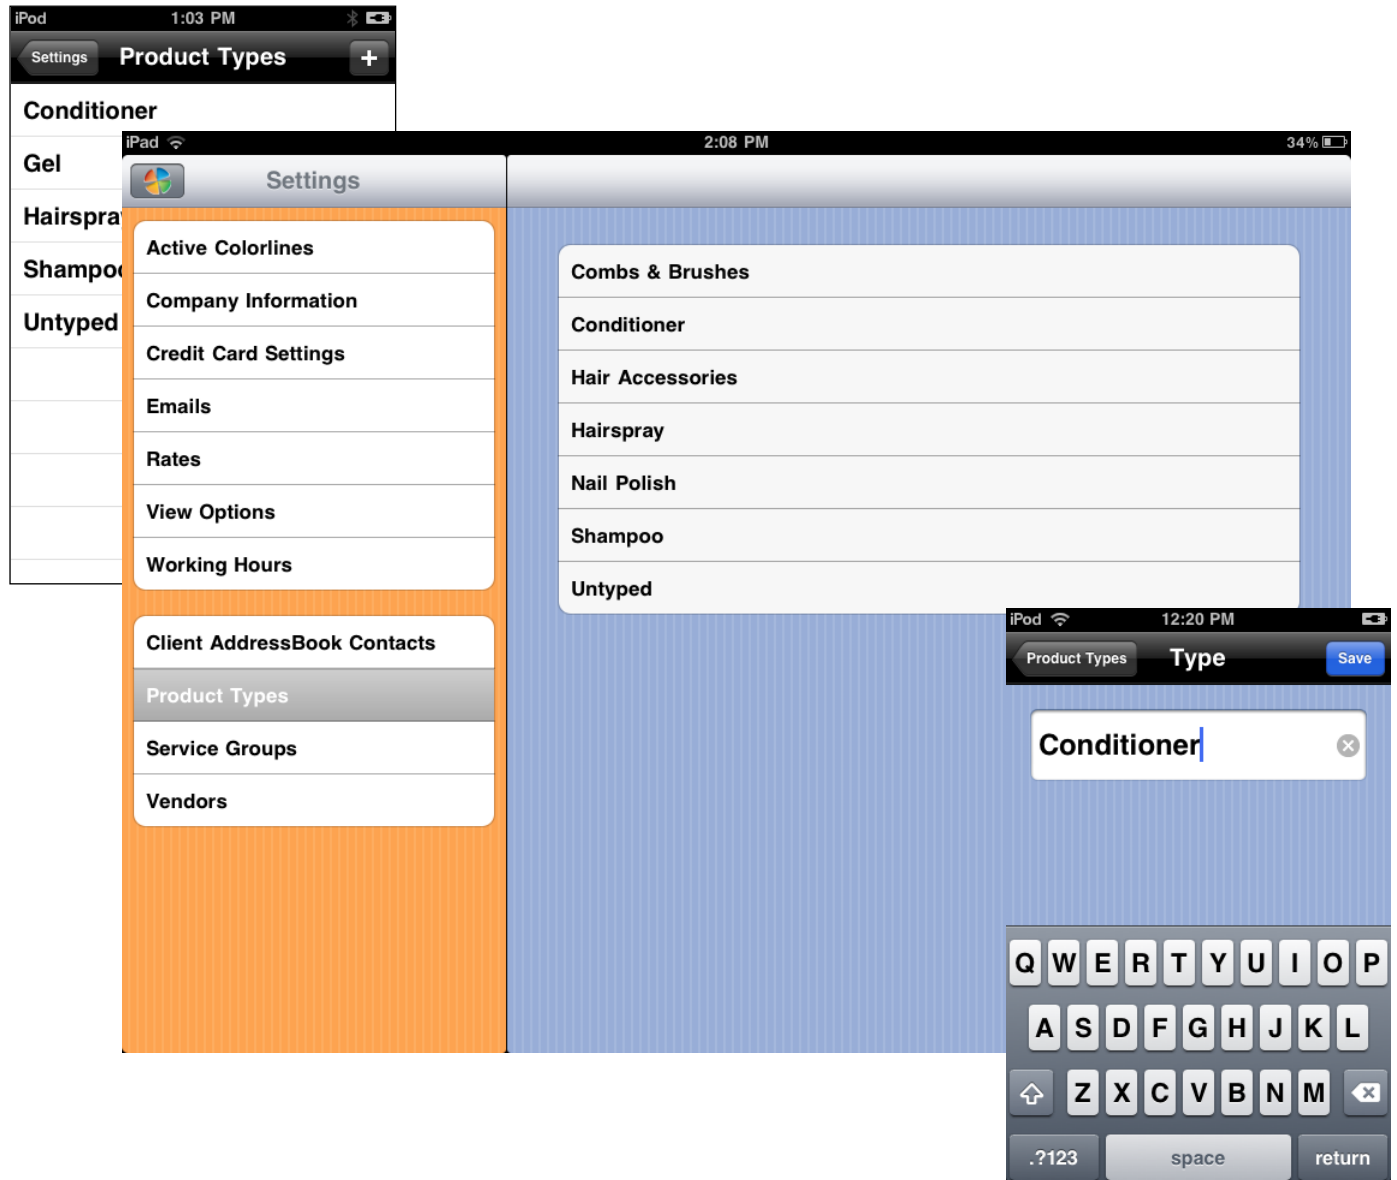 iPod 1:03 PM
Settings Product Types +
Conditioner
Gel
Hairspray
Shampoo
Untyped
iPad 2:08 PM 34%
Settings
Active Colorlines
Company Information
Credit Card Settings
Emails
Rates
View Options
Working Hours
Client AddressBook Contacts
Product Types
Service Groups
Vendors
Combs & Brushes
Conditioner
Hair Accessories
Hairspray
Nail Polish
Shampoo
Untyped
iPod 12:20 PM
Product Types Type Save
Conditioner
Q W E R T Y U I O P
A S D F G H J K L
Z X C V B N M
.?123 space return